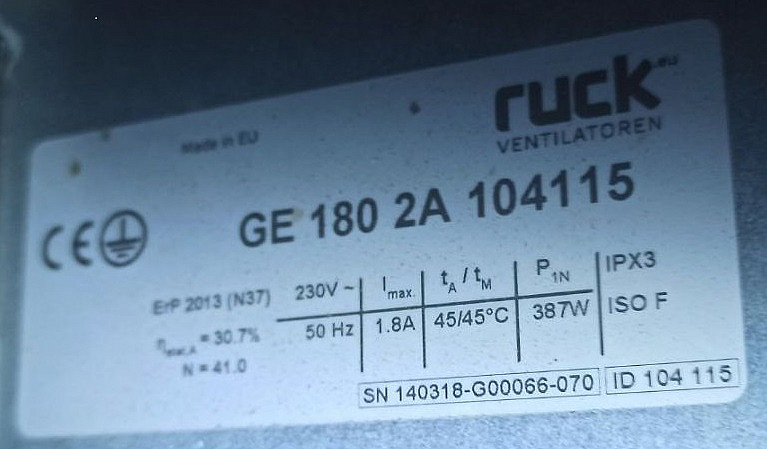 ruck.eu
VENTILATOREN
Made in EU
CE
GE 180 2A 104115
ErP 2013 (N37)
ηstat,A = 30.7%
N = 41.0
230V ~ Imax. tA / tM P1N IPX3
50 Hz 1.8A 45/45°C 387W ISO F
SN 140318-G00066-070 ID 104 115